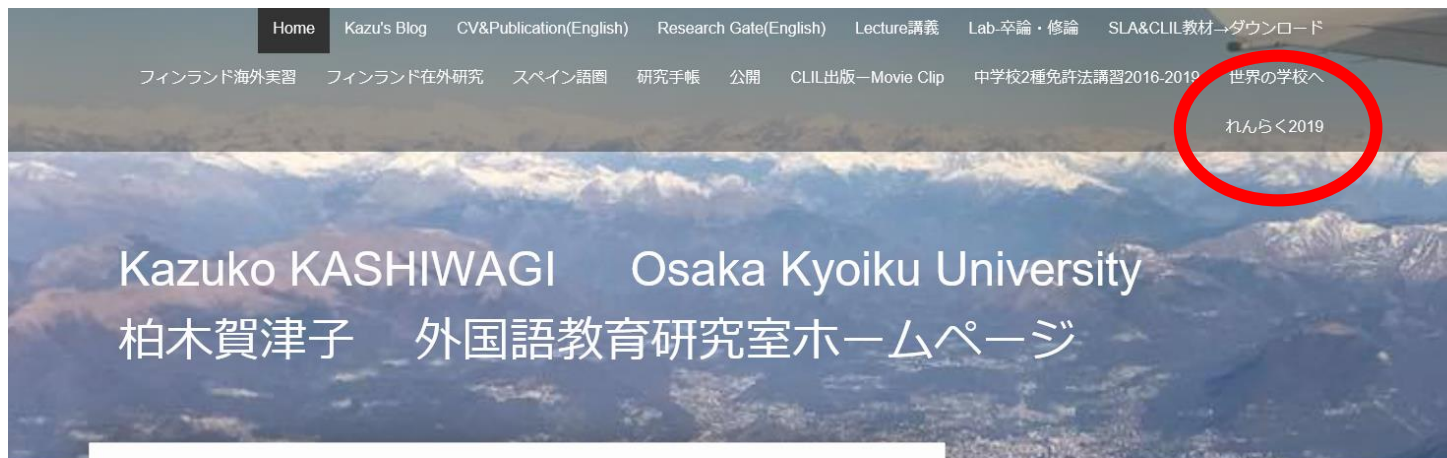 Home Kazu's Blog CV&Publication(English) Research Gate(English) Lecture講義 Lab-卒論・修論 SLA&CLIL教材→ダウンロード
フィンランド海外実習 フィンランド在外研究 スペイン語圏 研究手帳 公開 CLIL出版ーMovie Clip 中学校2種免許法講習2016-2019 世界の学校へ
れんらく2019
Kazuko KASHIWAGI Osaka Kyoiku University
柏木賀津子 外国語教育研究室ホームページ